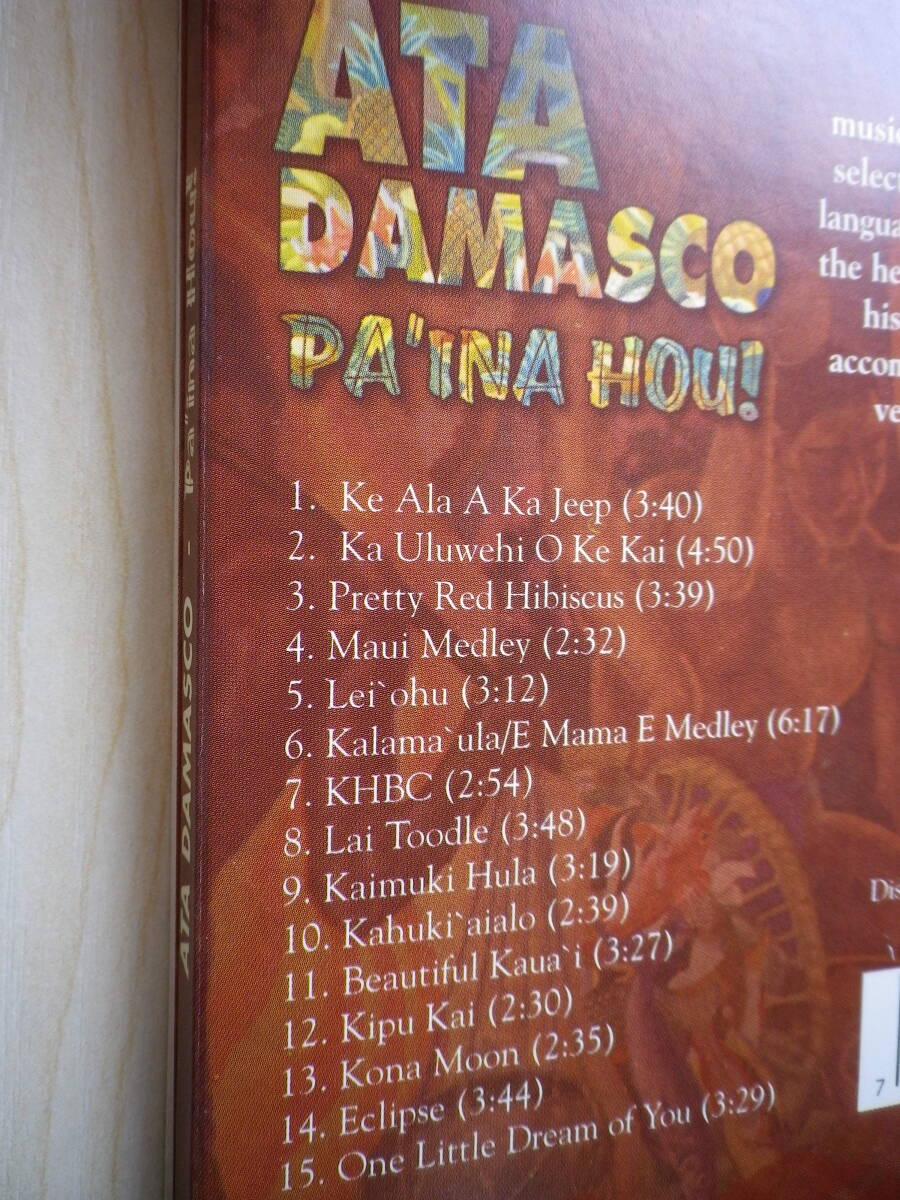 ATA
DAMASCO
PA'INA HOU!
1. Ke Ala A Ka Jeep (3:40)
2. Ka Uluwehi O Ke Kai (4:50)
3. Pretty Red Hibiscus (3:39)
4. Maui Medley (2:32)
5. Lei`ohu (3:12)
6. Kalama`ula/E Mama E Medley (6:17)
7. KHBC (2:54)
8. Lai Toodle (3:48)
9. Kaimuki Hula (3:19)
10. Kahuki`aialo (2:39)
11. Beautiful Kaua`i (3:27)
12. Kipu Kai (2:30)
13. Kona Moon (2:35)
14. Eclipse (3:44)
15. One Little Dream of You (3:29)
ATA DAMASCO - Pa'ina Hou!
music
select
langua
the he
his
accom
ve
Dis
7